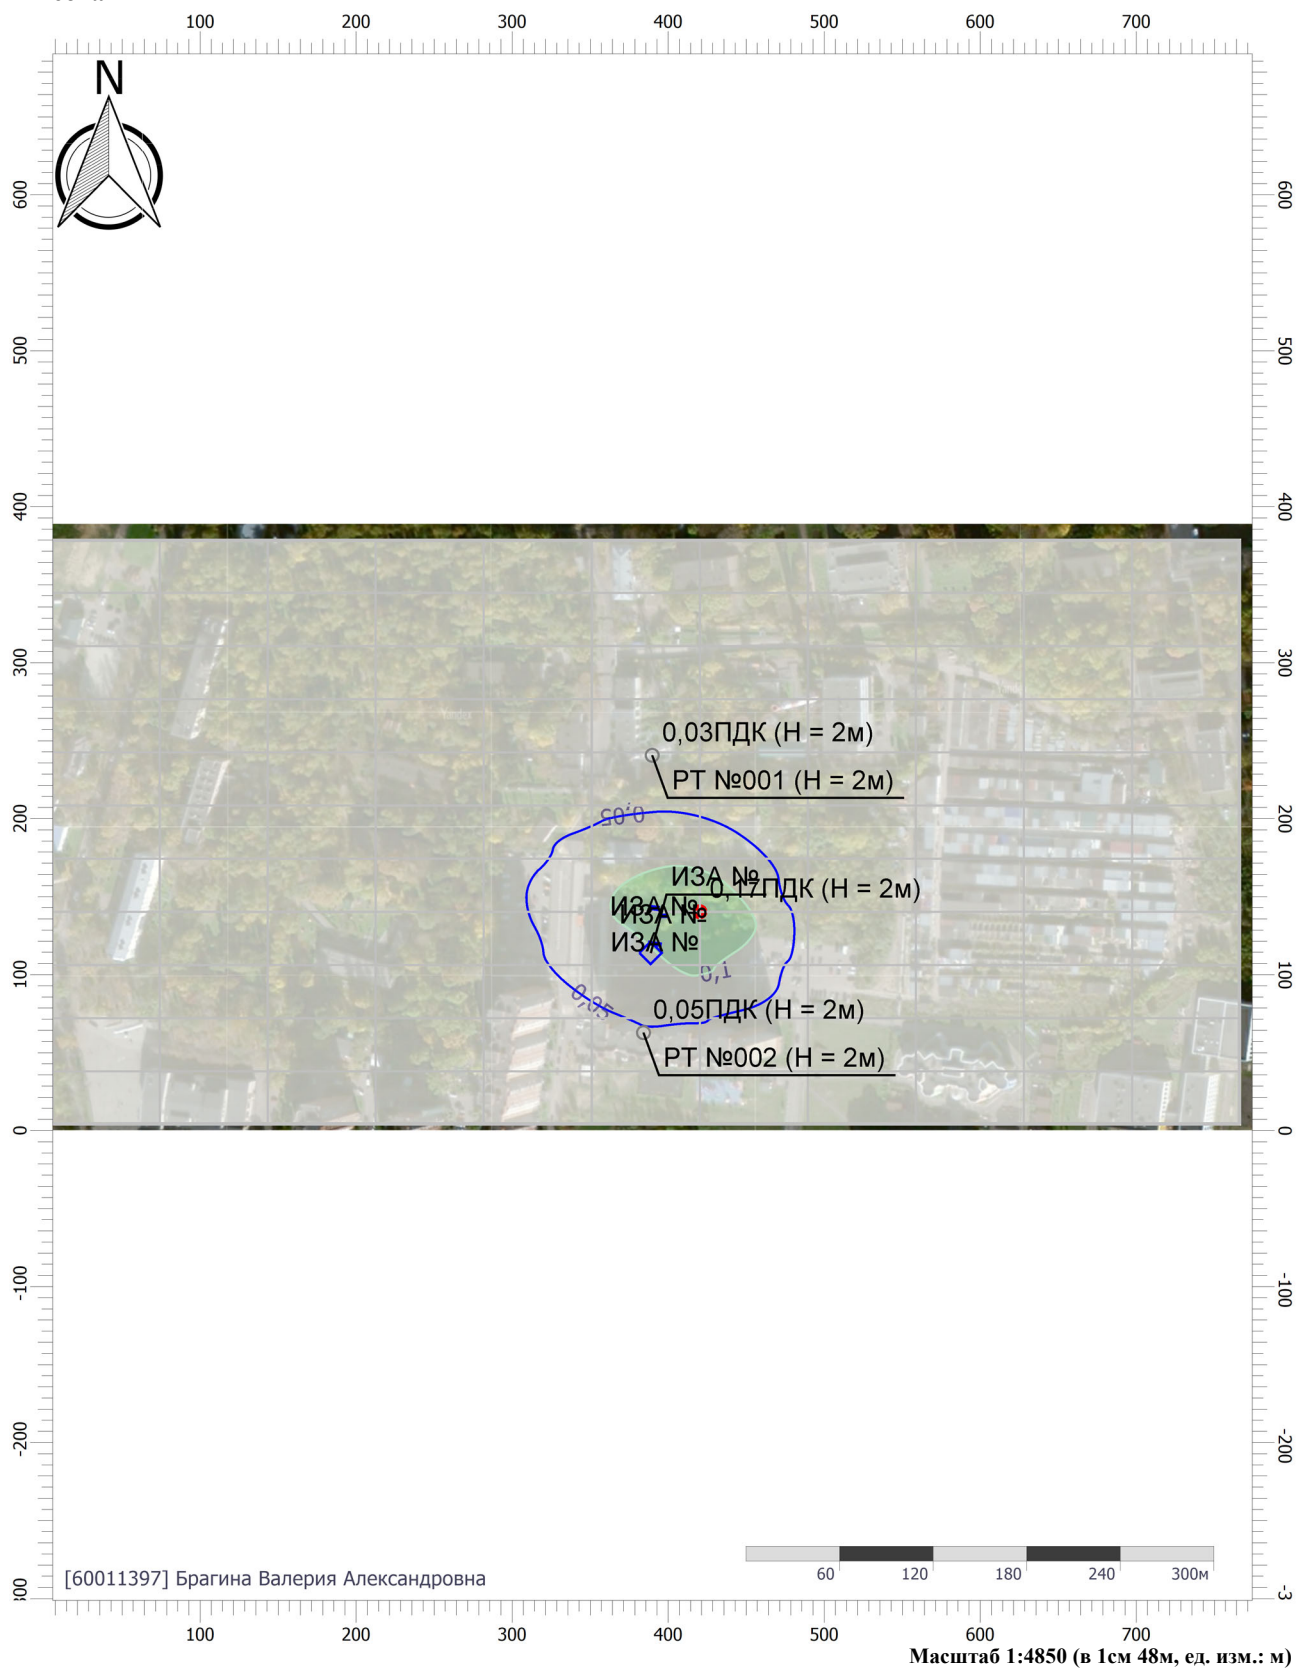 100 200 300 400 500 600 700
N
600 600
500 500
400 400
300 300
0,03ПДК (H = 2м)
РТ №001 (H = 2м)
200 200
0,05
ИЗА №
0,17ПДК (H = 2м)
ИЗА №
ИЗА №
ИЗА №
0,1
100 100
0,05
0,05ПДК (H = 2м)
РТ №002 (H = 2м)
0 0
-100 -100
-200 -200
60 120 180 240 300м
[60011397] Брагина Валерия Александровна
100 200 300 400 500 600 700
Масштаб 1:4850 (в 1см 48м, ед. изм.: м)